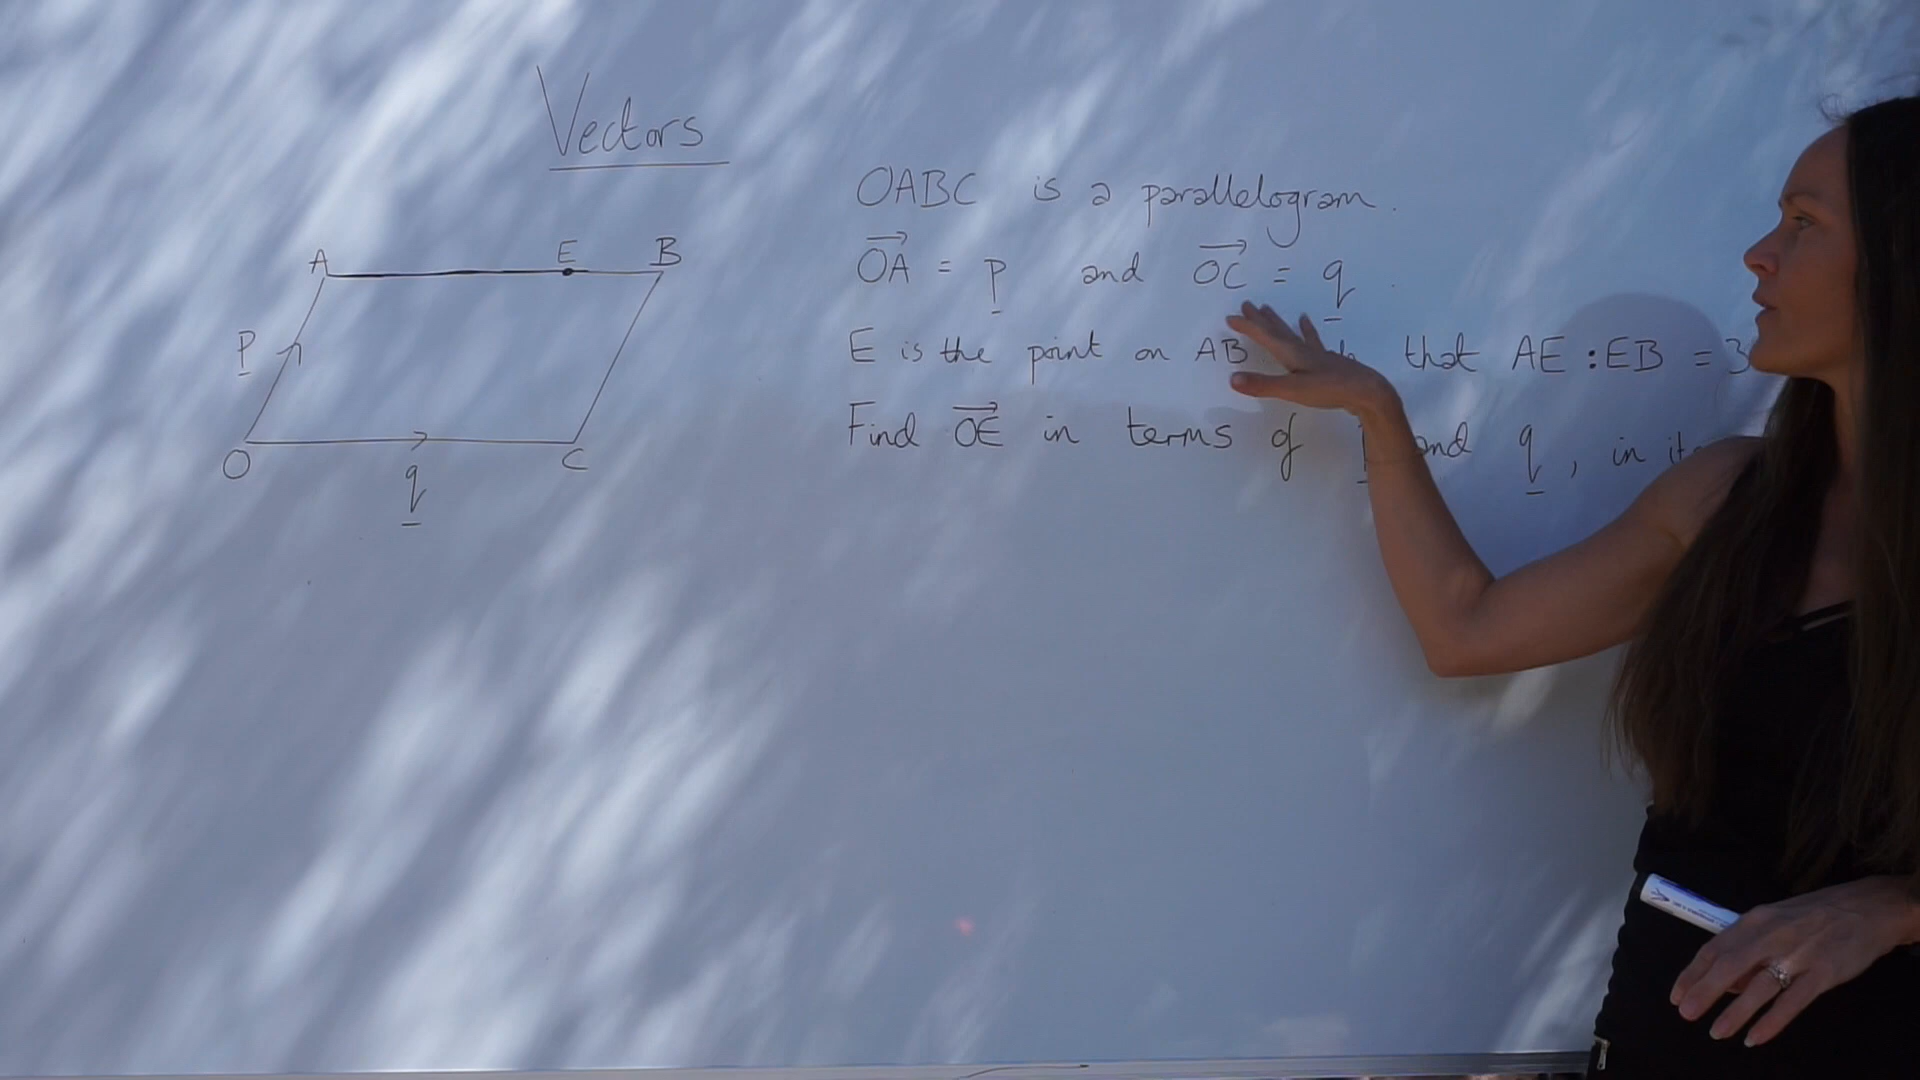 Vectors
OABC is a parallelogram.
OA = p and OC = q.
E is the point on AB that AE : EB = 3
Find OE in terms of and q, in
A E B
p
O C
q